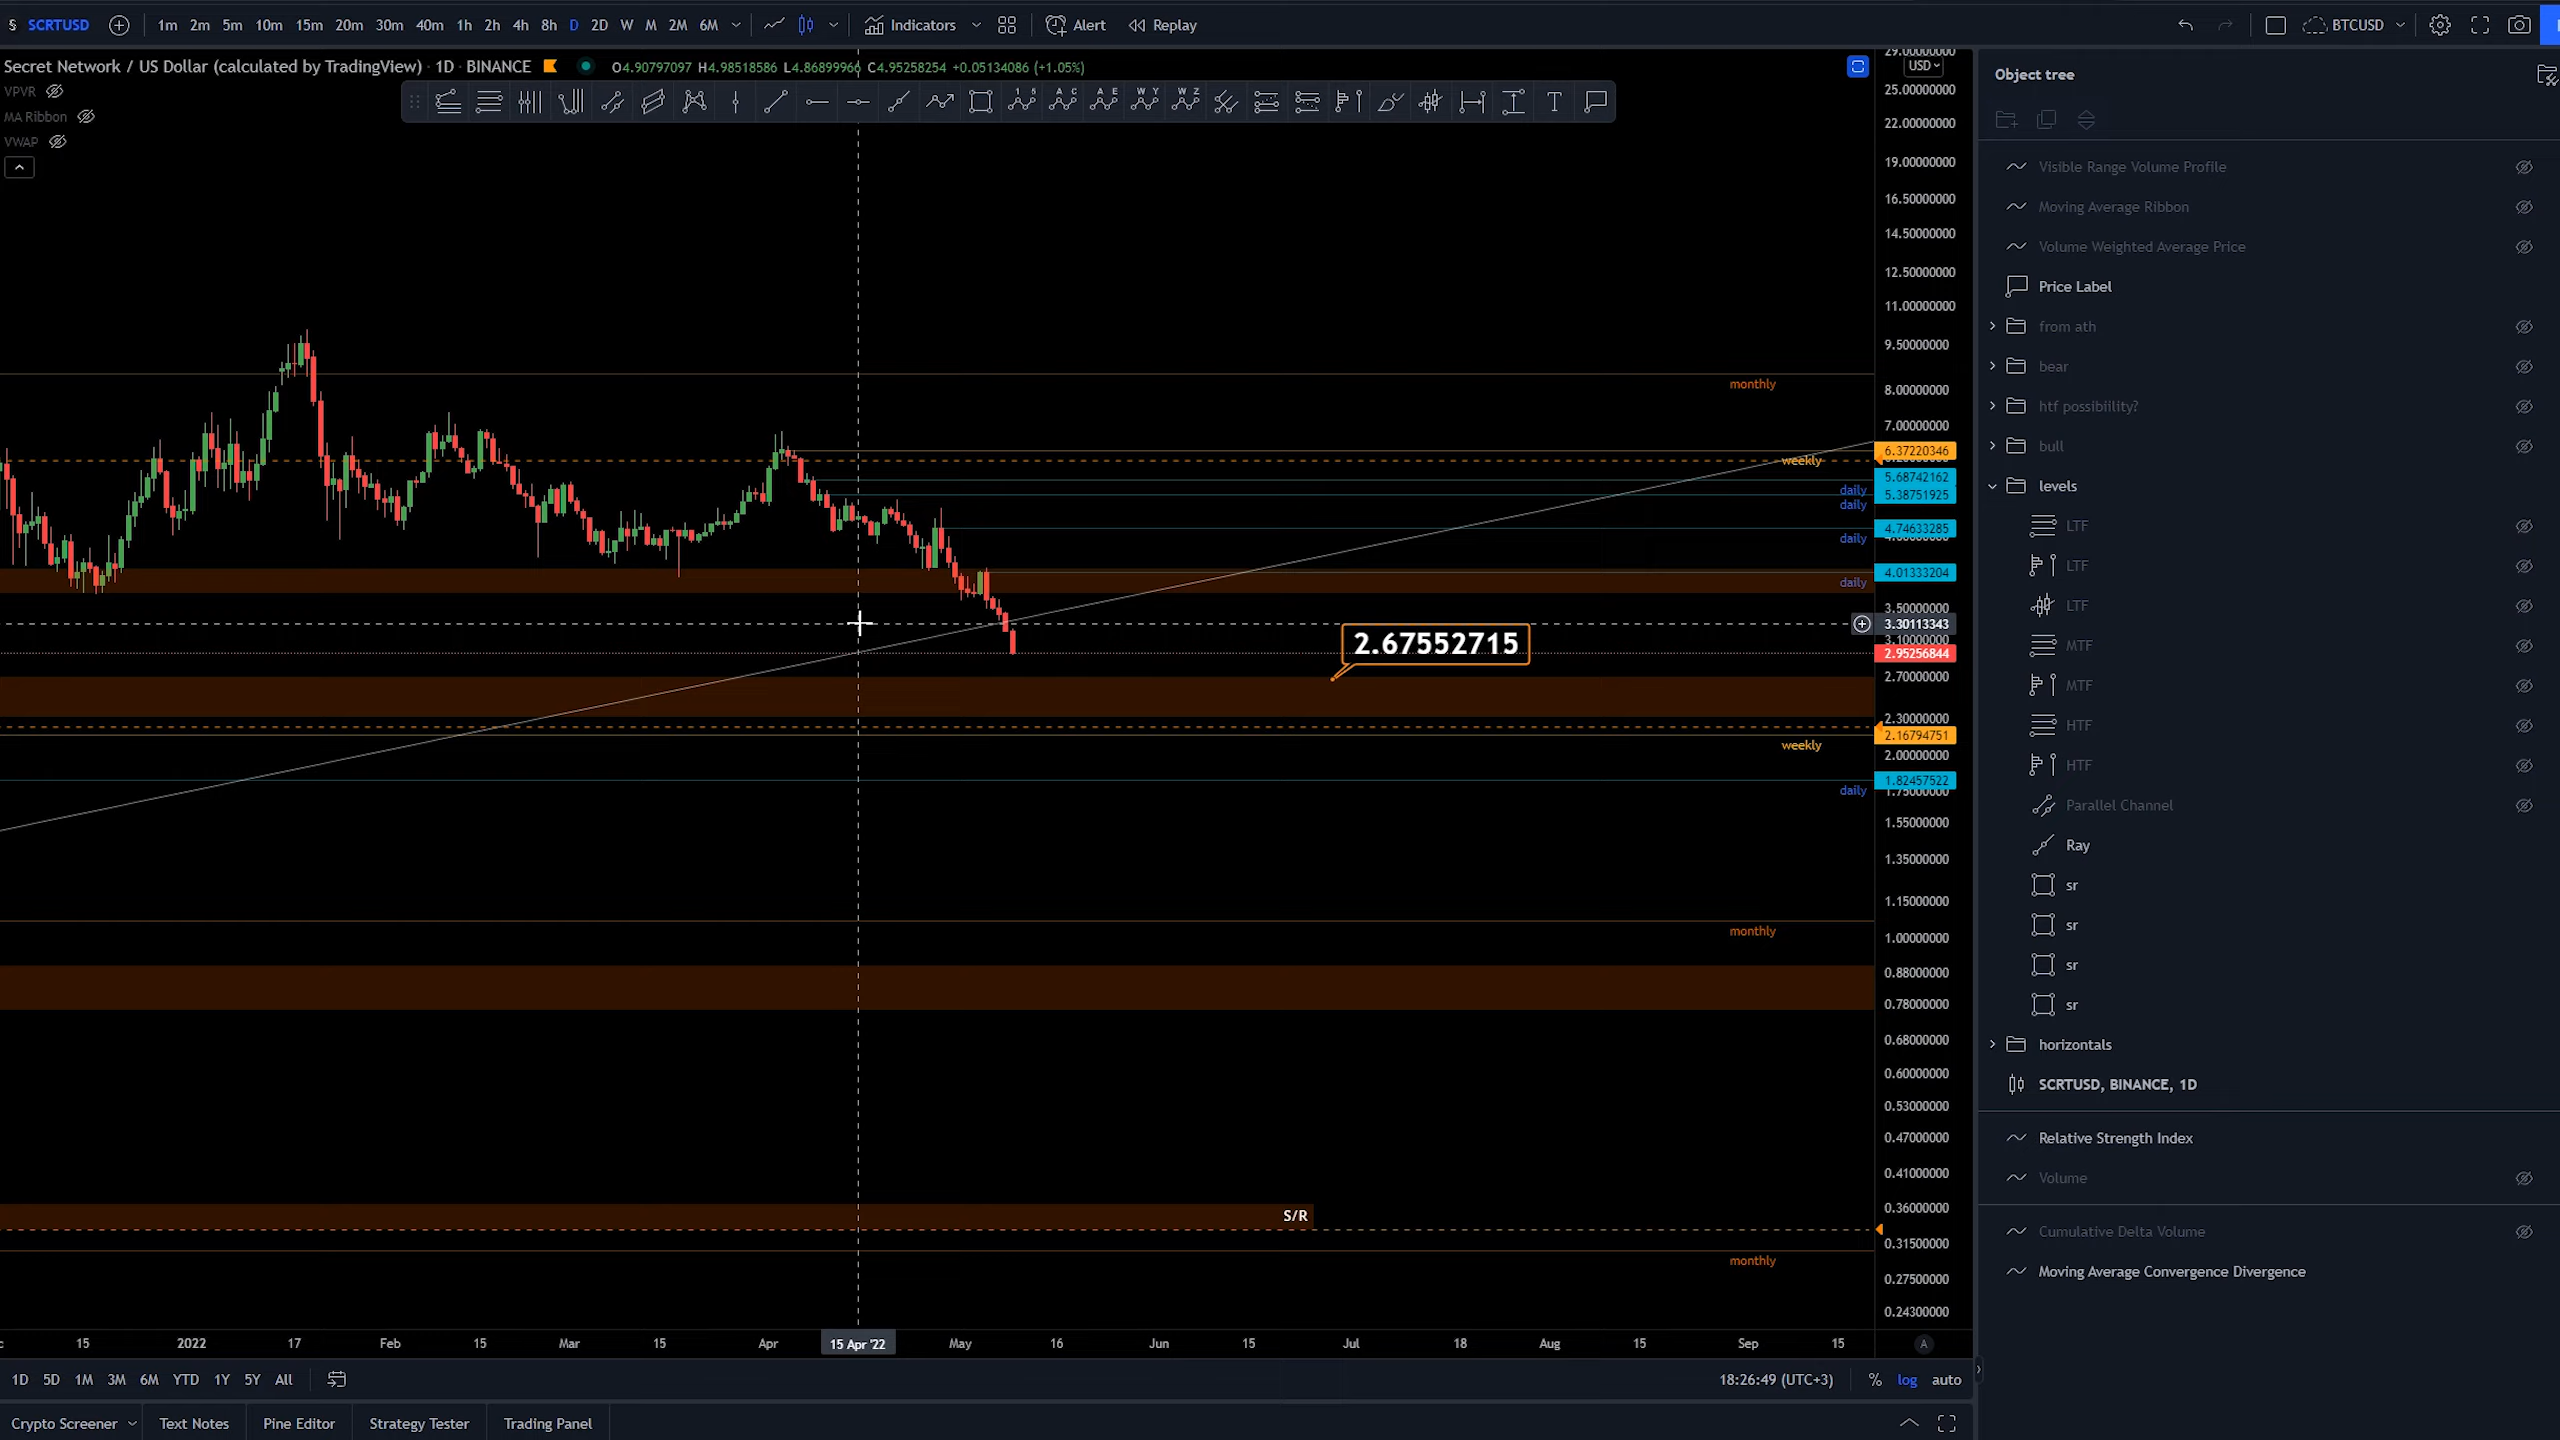 § SCRTUSD 1m 2m 5m 10m 15m 20m 30m 40m 1h 2h 4h 8h D 2D W M 2M 6M Indicators Alert Replay BTCUSD
Secret Network / US Dollar (calculated by TradingView) · 1D · BINANCE O4.90797097 H4.98518586 L4.86899966 C4.95258254 +0.05134086 (+1.05%)
VPVR
MA Ribbon
VWAP
USD
29.00000000
25.00000000
22.00000000
19.00000000
16.50000000
14.50000000
12.50000000
11.00000000
9.50000000
monthly
8.00000000
7.00000000
6.37220346
weekly
5.68742162
daily
5.38751925
daily
4.74633285
daily
4.01333204
daily
3.50000000
3.30113343
3.10000000
2.67552715
2.95256844
2.70000000
2.30000000
2.16794751
weekly
2.00000000
1.82457522
daily
1.75000000
1.55000000
1.35000000
1.15000000
monthly
1.00000000
0.88000000
0.78000000
0.68000000
0.60000000
0.53000000
0.47000000
0.41000000
0.36000000
S/R
0.31500000
monthly
0.27500000
0.24300000
15 2022 17 Feb 15 Mar 15 Apr 15 Apr '22 May 16 Jun 15 Jul 18 Aug 15 Sep 15 A
1D 5D 1M 3M 6M YTD 1Y 5Y All 18:26:49 (UTC+3) % log auto
Crypto Screener Text Notes Pine Editor Strategy Tester Trading Panel
Object tree
Visible Range Volume Profile
Moving Average Ribbon
Volume Weighted Average Price
Price Label
from ath
bear
htf possibiility?
bull
levels
LTF
LTF
LTF
MTF
MTF
HTF
HTF
Parallel Channel
Ray
sr
sr
sr
sr
horizontals
SCRTUSD, BINANCE, 1D
Relative Strength Index
Volume
Cumulative Delta Volume
Moving Average Convergence Divergence